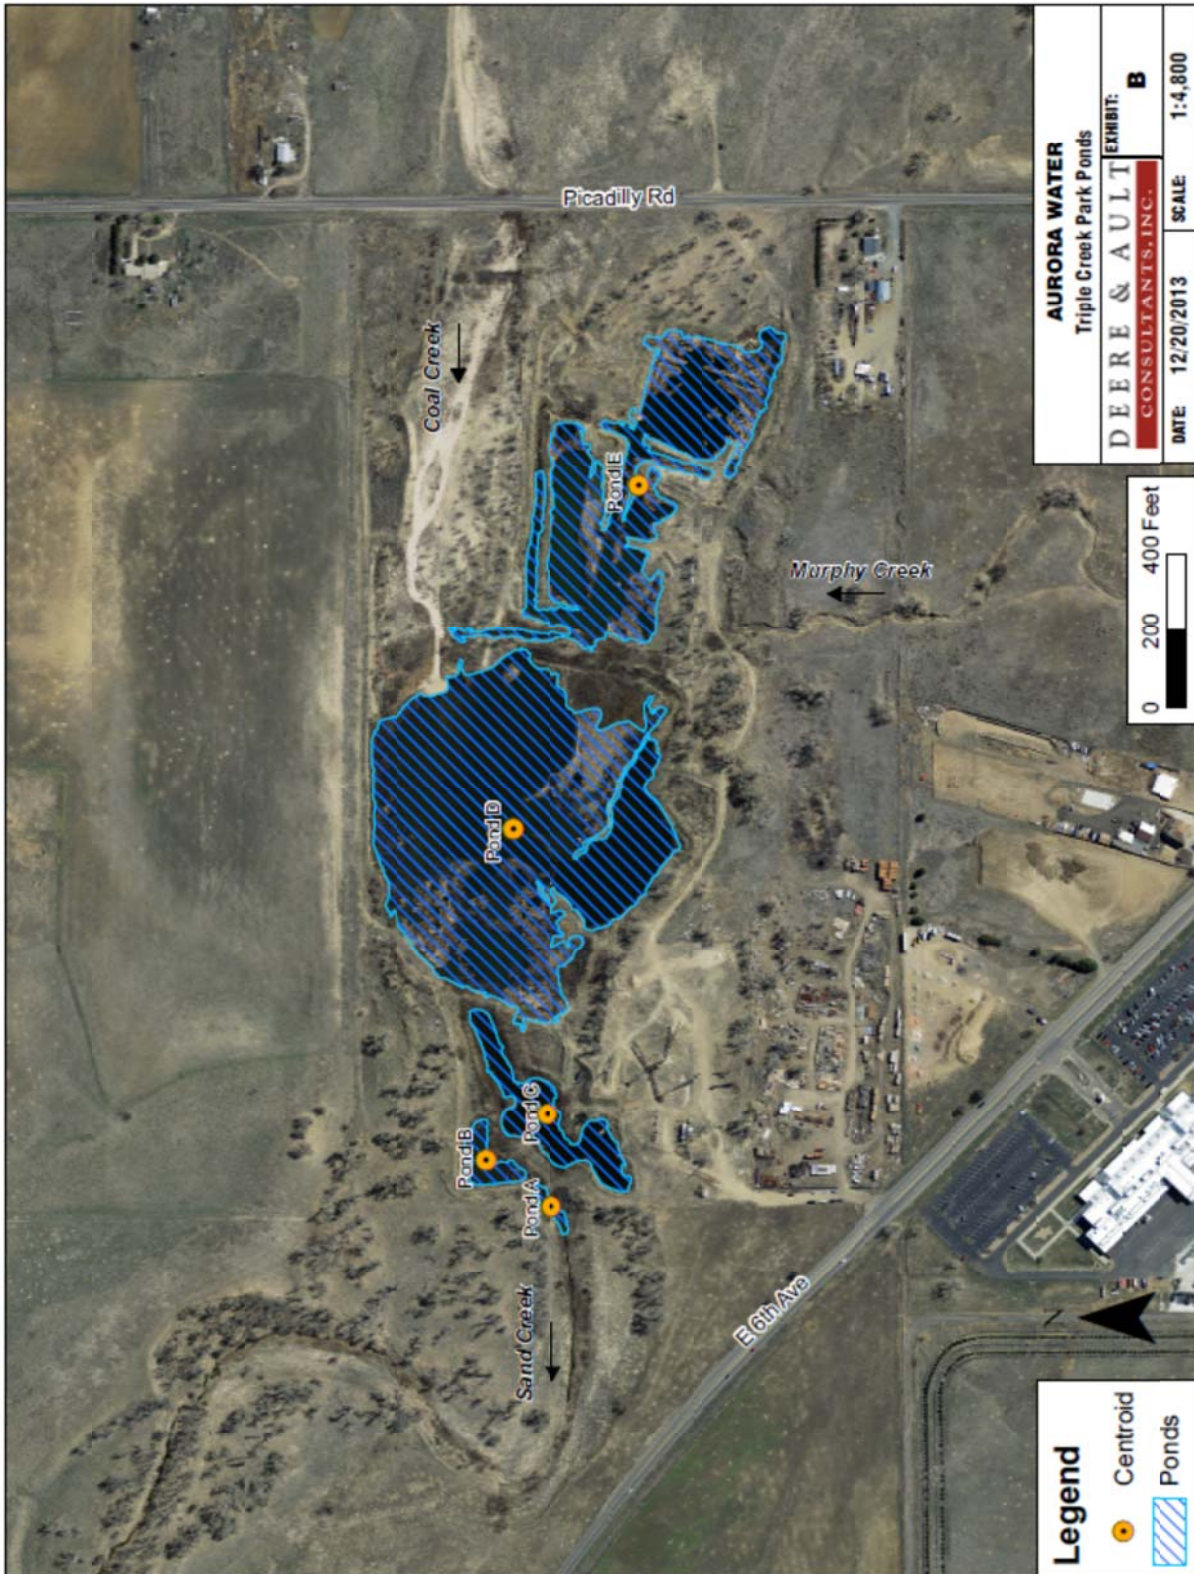 Picadilly Rd
Coal Creek
Pond E
Murphy Creek
Pond D
Pond C
Pond B
Pond A
Sand Creek
E 6th Ave
Legend
Centroid
Ponds
N
0 200 400 Feet
AURORA WATER
Triple Creek Park Ponds
DEERE & AULT
CONSULTANTS, INC.
EXHIBIT:
B
DATE: 12/20/2013
SCALE: 1:4,800